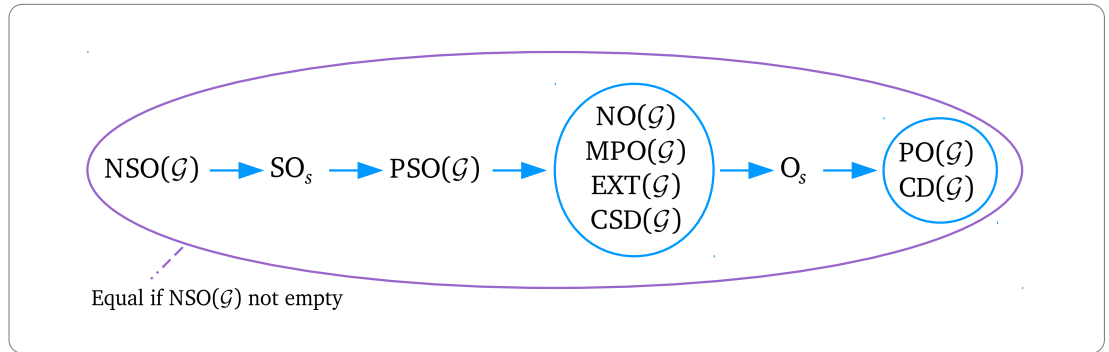 NSO(𝒢)
SOₛ
PSO(𝒢)
NO(𝒢)
MPO(𝒢)
EXT(𝒢)
CSD(𝒢)
Oₛ
PO(𝒢)
CD(𝒢)
Equal if NSO(𝒢) not empty